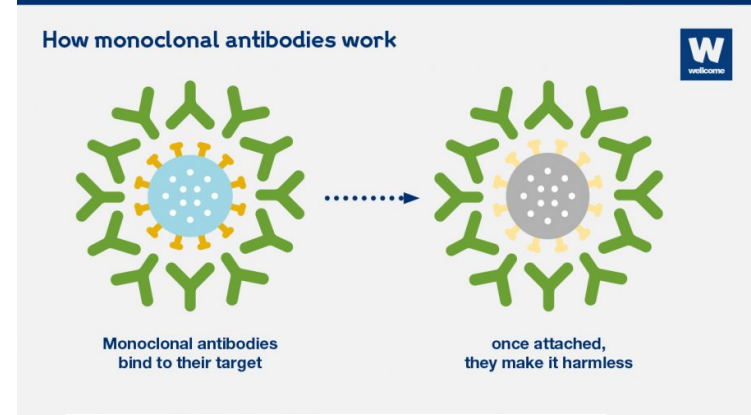 How monoclonal antibodies work
W
wellcome
Monoclonal antibodies
bind to their target
once attached,
they make it harmless